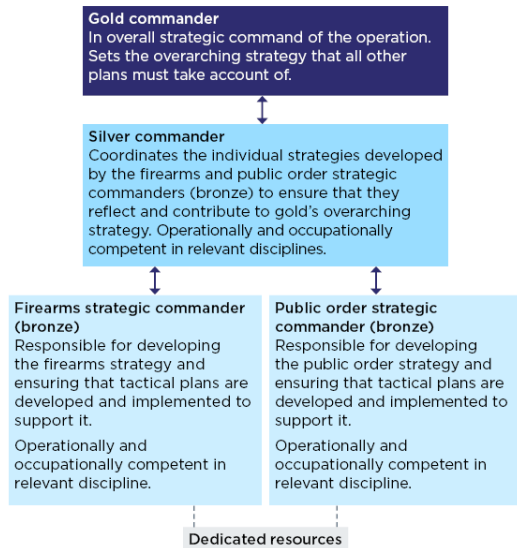 Gold commander
In overall strategic command of the operation.
Sets the overarching strategy that all other
plans must take account of.
Silver commander
Coordinates the individual strategies developed
by the firearms and public order strategic
commanders (bronze) to ensure that they
reflect and contribute to gold's overarching
strategy. Operationally and occupationally
competent in relevant disciplines.
Firearms strategic commander
(bronze)
Responsible for developing
the firearms strategy and
ensuring that tactical plans are
developed and implemented to
support it.
Operationally and
occupationally competent in
relevant discipline.
Public order strategic
commander (bronze)
Responsible for developing
the public order strategy and
ensuring that tactical plans are
developed and implemented to
support it.
Operationally and
occupationally competent in
relevant discipline.
Dedicated resources